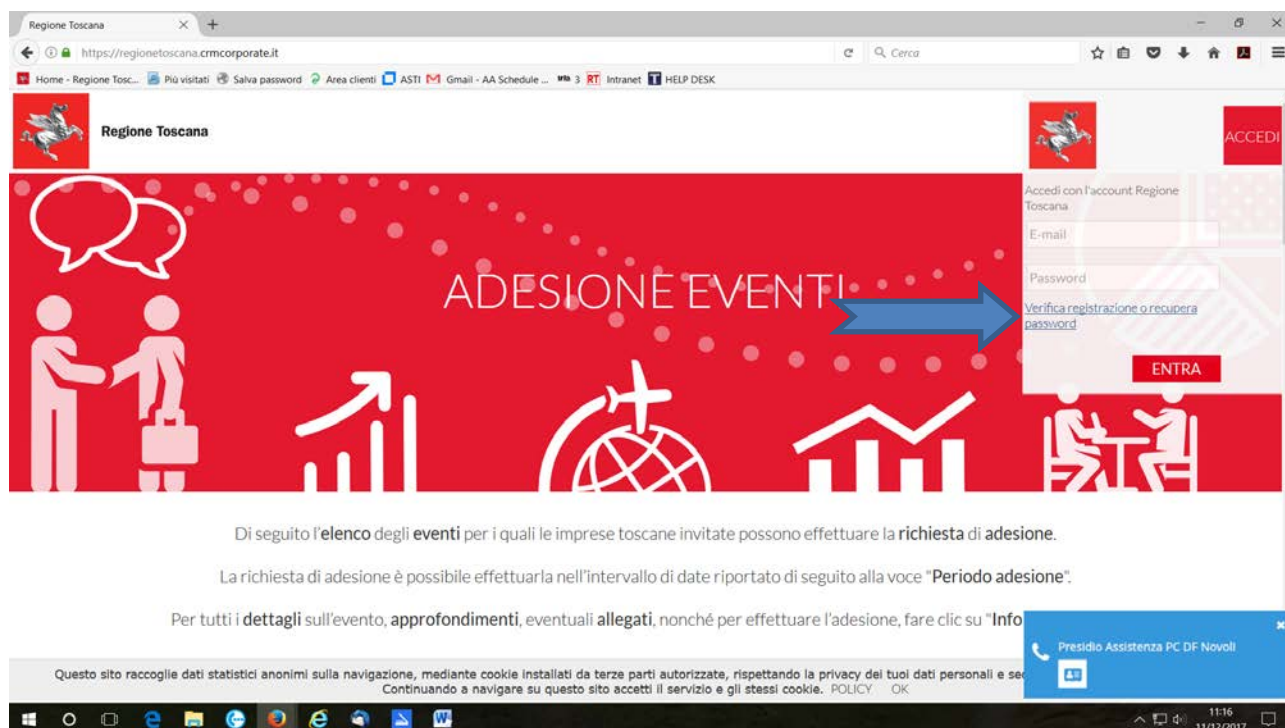 Regione Toscana
https://regionetoscana.crmcorporate.it
Cerca
Home - Regione Tosc... Più visitati Salva password Area clienti ASTI Gmail - AA Schedule ... 3 RT Intranet HELP DESK
Regione Toscana
ACCEDI
Accedi con l'account Regione
Toscana
E-mail
Password
Verifica registrazione o recupera
password
ENTRA
ADESIONE EVENTI
Di seguito l'elenco degli eventi per i quali le imprese toscane invitate possono effettuare la richiesta di adesione.
La richiesta di adesione è possibile effettuarla nell'intervallo di date riportato di seguito alla voce "Periodo adesione".
Per tutti i dettagli sull'evento, approfondimenti, eventuali allegati, nonché per effettuare l'adesione, fare clic su "Info
Presidio Assistenza PC DF Novoli
Questo sito raccoglie dati statistici anonimi sulla navigazione, mediante cookie installati da terze parti autorizzate, rispettando la privacy dei tuoi dati personali e
Continuando a navigare su questo sito accetti il servizio e gli stessi cookie. POLICY OK
11:16
11/12/2017